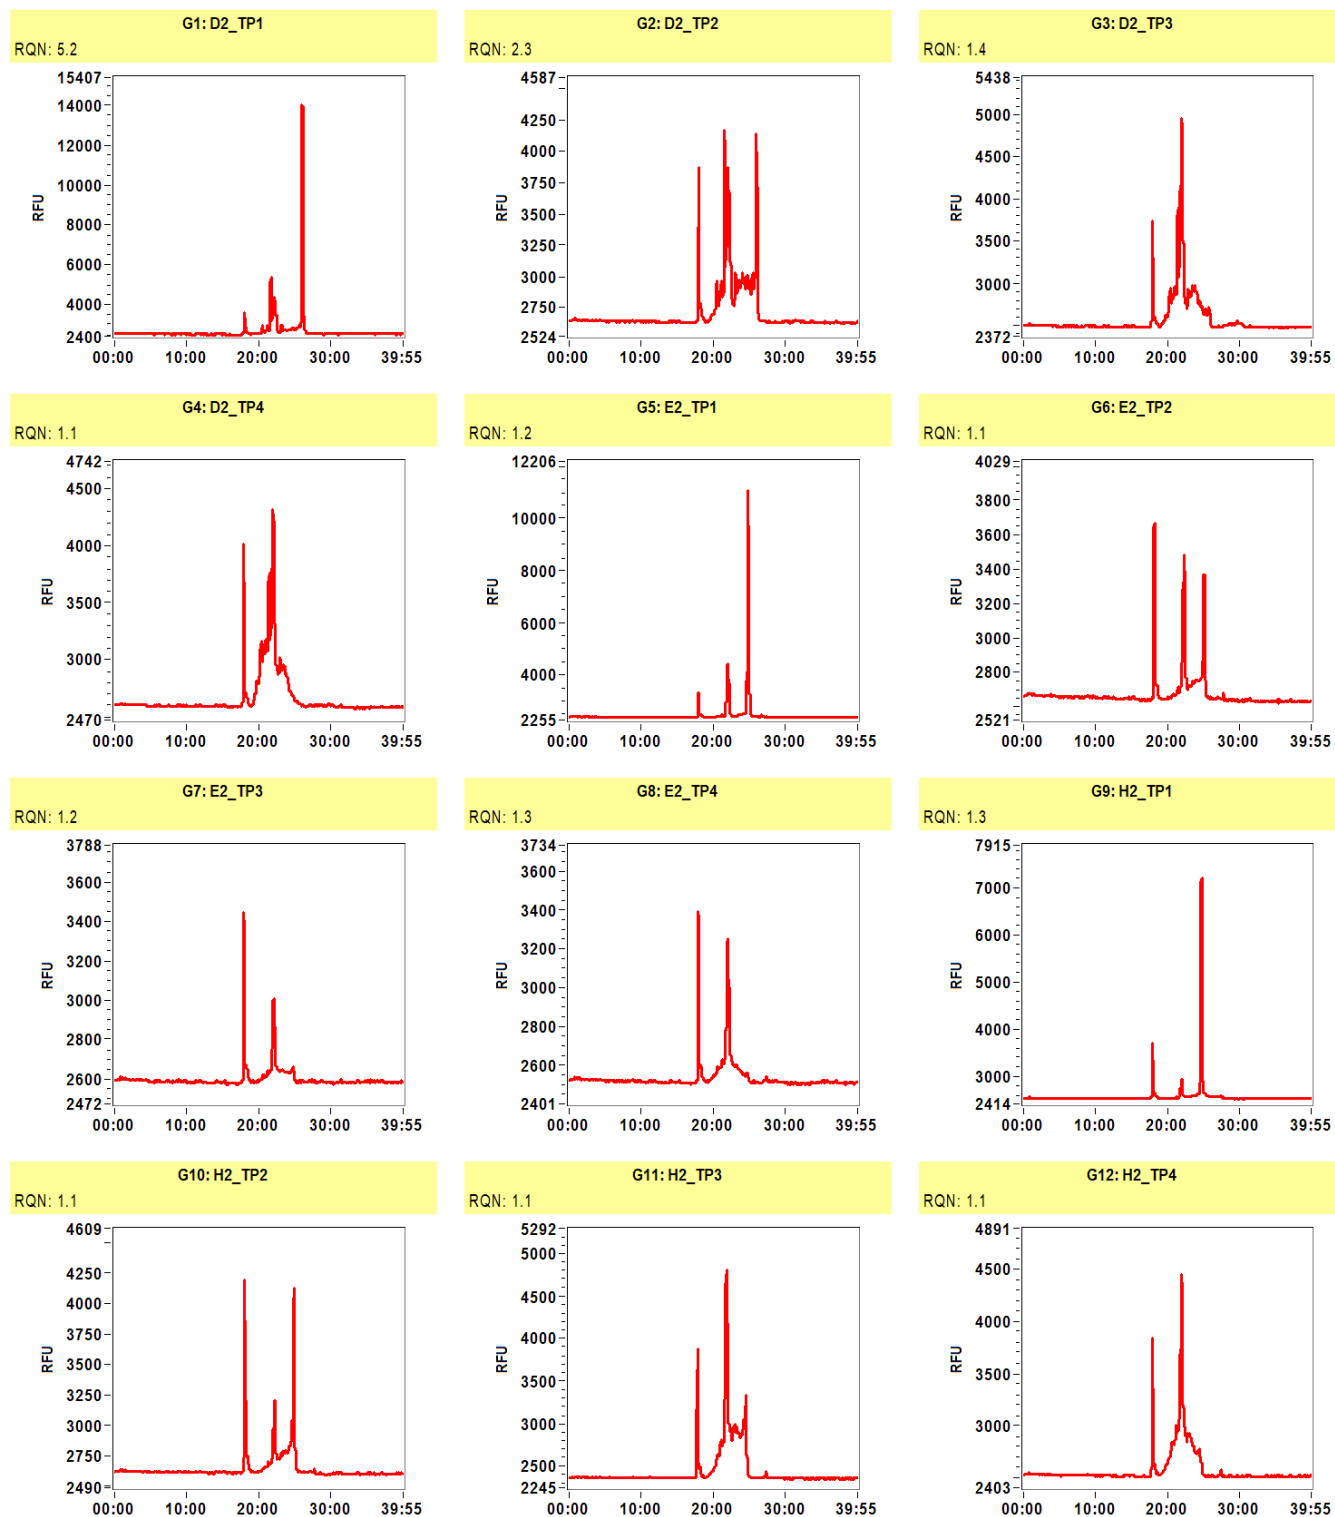 G1: D2_TP1
RQN: 5.2
15407
14000
12000
10000
8000
6000
4000
2400
RFU
00:00 10:00 20:00 30:00 39:55
G2: D2_TP2
RQN: 2.3
4587
4250
4000
3750
3500
3250
3000
2750
2524
RFU
00:00 10:00 20:00 30:00 39:55
G3: D2_TP3
RQN: 1.4
5438
5000
4500
4000
3500
3000
2372
RFU
00:00 10:00 20:00 30:00 39:55
G4: D2_TP4
RQN: 1.1
4742
4500
4000
3500
3000
2470
RFU
00:00 10:00 20:00 30:00 39:55
G5: E2_TP1
RQN: 1.2
12206
10000
8000
6000
4000
2255
RFU
00:00 10:00 20:00 30:00 39:55
G6: E2_TP2
RQN: 1.1
4029
3800
3600
3400
3200
3000
2800
2521
RFU
00:00 10:00 20:00 30:00 39:55
G7: E2_TP3
RQN: 1.2
3788
3600
3400
3200
3000
2800
2600
2472
RFU
00:00 10:00 20:00 30:00 39:55
G8: E2_TP4
RQN: 1.3
3734
3600
3400
3200
3000
2800
2600
2401
RFU
00:00 10:00 20:00 30:00 39:55
G9: H2_TP1
RQN: 1.3
7915
7000
6000
5000
4000
3000
2414
RFU
00:00 10:00 20:00 30:00 39:55
G10: H2_TP2
RQN: 1.1
4609
4250
4000
3750
3500
3250
3000
2750
2490
RFU
00:00 10:00 20:00 30:00 39:55
G11: H2_TP3
RQN: 1.1
5292
5000
4500
4000
3500
3000
2500
2245
RFU
00:00 10:00 20:00 30:00 39:55
G12: H2_TP4
RQN: 1.1
4891
4500
4000
3500
3000
2403
RFU
00:00 10:00 20:00 30:00 39:55